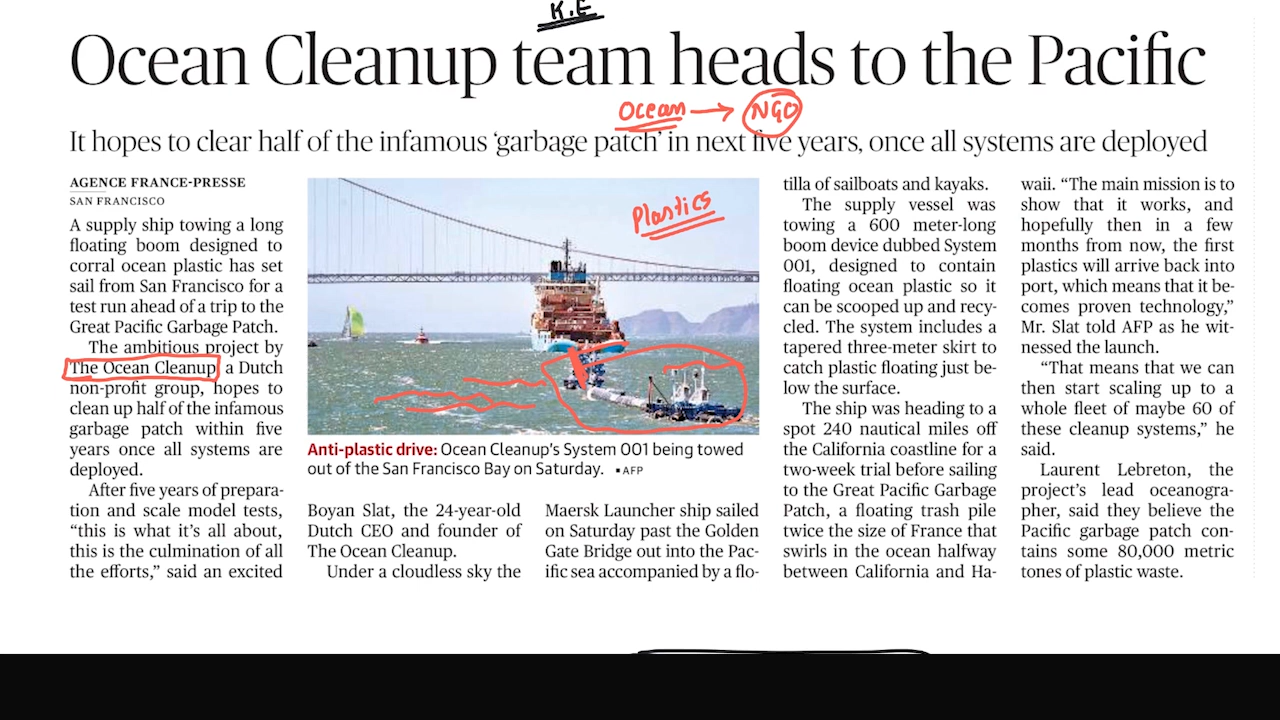 K.E
Ocean Cleanup team heads to the Pacific
Ocean → NGO
It hopes to clear half of the infamous ‘garbage patch’ in next five years, once all systems are deployed
AGENCE FRANCE-PRESSE
SAN FRANCISCO
A supply ship towing a long
floating boom designed to
corral ocean plastic has set
sail from San Francisco for a
test run ahead of a trip to the
Great Pacific Garbage Patch.
The ambitious project by
The Ocean Cleanup, a Dutch
non-profit group, hopes to
clean up half of the infamous
garbage patch within five
years once all systems are
deployed.
After five years of prepara-
tion and scale model tests,
“this is what it’s all about,
this is the culmination of all
the efforts,” said an excited
Plastics
Anti-plastic drive: Ocean Cleanup’s System 001 being towed
out of the San Francisco Bay on Saturday. ▪AFP
Boyan Slat, the 24-year-old
Dutch CEO and founder of
The Ocean Cleanup.
Under a cloudless sky the
Maersk Launcher ship sailed
on Saturday past the Golden
Gate Bridge out into the Pac-
ific sea accompanied by a flo-
tilla of sailboats and kayaks.
The supply vessel was
towing a 600 meter-long
boom device dubbed System
001, designed to contain
floating ocean plastic so it
can be scooped up and recy-
cled. The system includes a
tapered three-meter skirt to
catch plastic floating just be-
low the surface.
The ship was heading to a
spot 240 nautical miles off
the California coastline for a
two-week trial before sailing
to the Great Pacific Garbage
Patch, a floating trash pile
twice the size of France that
swirls in the ocean halfway
between California and Ha-
waii. “The main mission is to
show that it works, and
hopefully then in a few
months from now, the first
plastics will arrive back into
port, which means that it be-
comes proven technology,”
Mr. Slat told AFP as he wit-
nessed the launch.
“That means that we can
then start scaling up to a
whole fleet of maybe 60 of
these cleanup systems,” he
said.
Laurent Lebreton, the
project’s lead oceanogra-
pher, said they believe the
Pacific garbage patch con-
tains some 80,000 metric
tones of plastic waste.